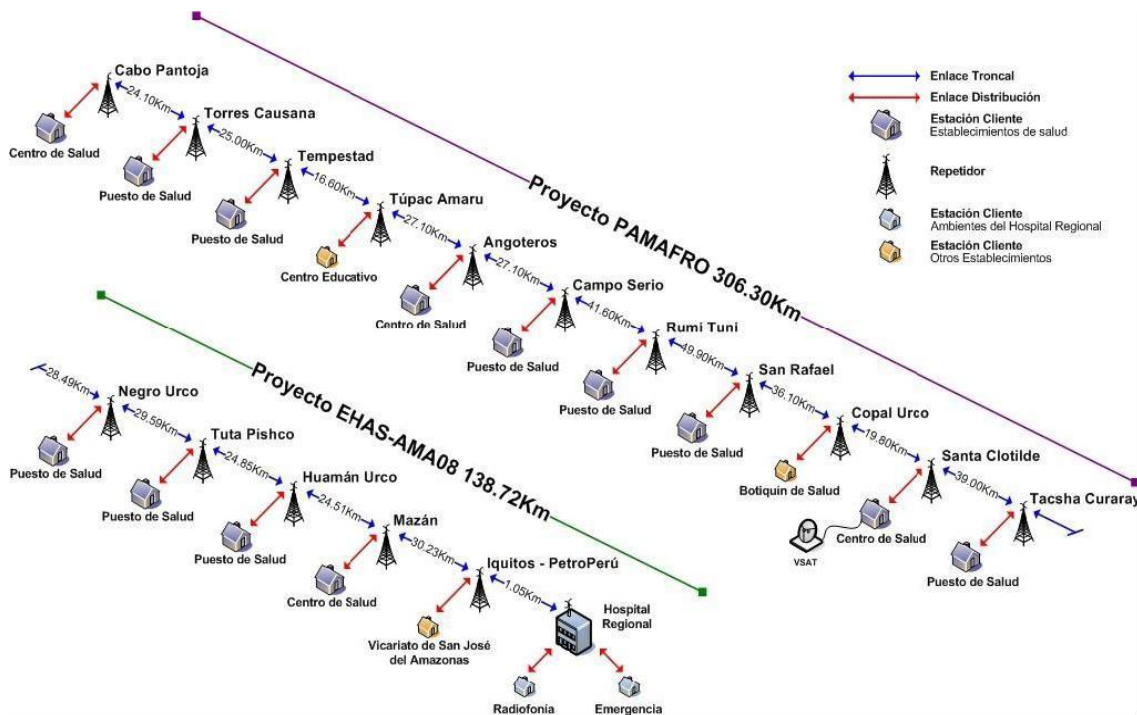 Cabo Pantoja
24.10Km
Centro de Salud
Torres Causana
25.00Km
Puesto de Salud
Tempestad
16.60Km
Puesto de Salud
Túpac Amaru
27.10Km
Centro Educativo
Angoteros
27.10Km
Centro de Salud
Campo Serio
41.60Km
Puesto de Salud
Rumi Tuni
49.90Km
Puesto de Salud
San Rafael
36.10Km
Puesto de Salud
Copal Urco
19.80Km
Botiquín de Salud
Santa Clotilde
39.00Km
VSAT
Centro de Salud
Tacsha Curaray
Puesto de Salud
Proyecto PAMAFRO 306.30Km
Enlace Troncal
Enlace Distribución
Estación Cliente
Establecimientos de salud
Repetidor
Estación Cliente
Ambientes del Hospital Regional
Estación Cliente
Otros Establecimientos
Proyecto EHAS-AMA08 138.72Km
28.49Km
Negro Urco
29.59Km
Puesto de Salud
Tuta Pishco
24.85Km
Puesto de Salud
Huamán Urco
24.51Km
Puesto de Salud
Mazán
30.23Km
Centro de Salud
Iquitos - PetroPerú
1.05Km
Vicariato de San José
del Amazonas
Hospital
Regional
Radiofonía
Emergencia